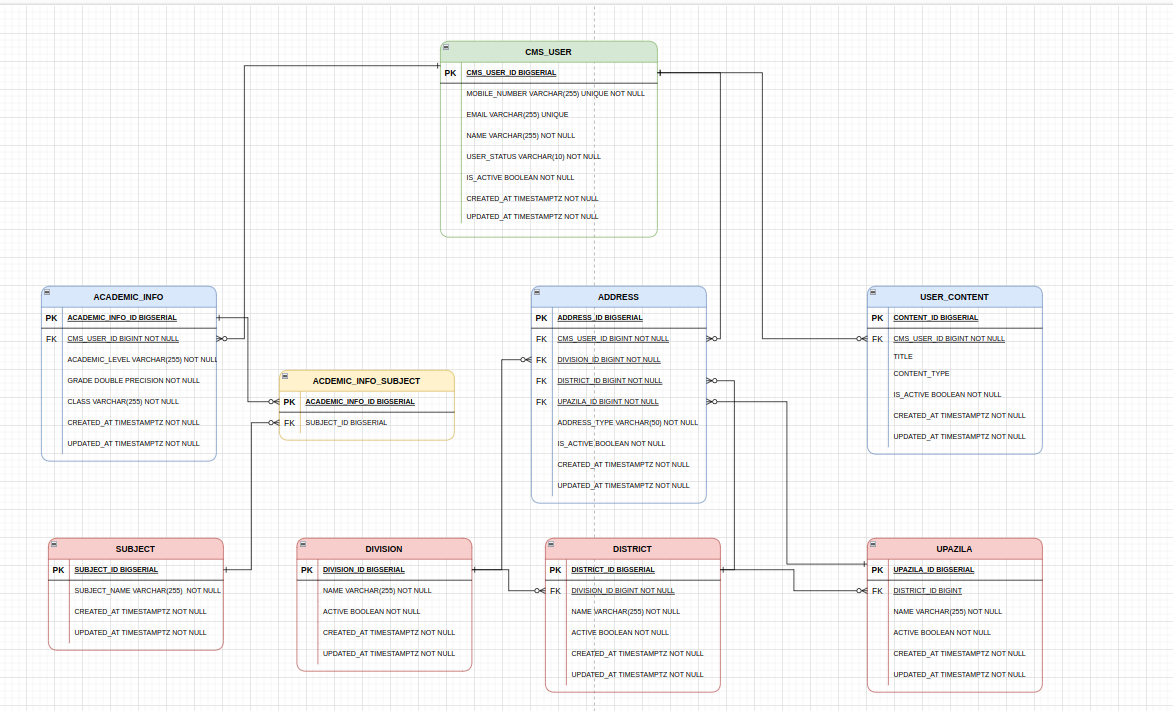 CMS_USER
PK CMS_USER_ID BIGSERIAL
MOBILE_NUMBER VARCHAR(255) UNIQUE NOT NULL
EMAIL VARCHAR(255) UNIQUE
NAME VARCHAR(255) NOT NULL
USER_STATUS VARCHAR(10) NOT NULL
IS_ACTIVE BOOLEAN NOT NULL
CREATED_AT TIMESTAMPTZ NOT NULL
UPDATED_AT TIMESTAMPTZ NOT NULL
ACADEMIC_INFO
PK ACADEMIC_INFO_ID BIGSERIAL
FK CMS_USER_ID BIGINT NOT NULL
ACADEMIC_LEVEL VARCHAR(255) NOT NULL
GRADE DOUBLE PRECISION NOT NULL
CLASS VARCHAR(255) NOT NULL
CREATED_AT TIMESTAMPTZ NOT NULL
UPDATED_AT TIMESTAMPTZ NOT NULL
ACDEMIC_INFO_SUBJECT
PK ACADEMIC_INFO_ID BIGSERIAL
FK SUBJECT_ID BIGSERIAL
ADDRESS
PK ADDRESS_ID BIGSERIAL
FK CMS_USER_ID BIGINT NOT NULL
FK DIVISION_ID BIGINT NOT NULL
FK DISTRICT_ID BIGINT NOT NULL
FK UPAZILA_ID BIGINT NOT NULL
ADDRESS_TYPE VARCHAR(50) NOT NULL
IS_ACTIVE BOOLEAN NOT NULL
CREATED_AT TIMESTAMPTZ NOT NULL
UPDATED_AT TIMESTAMPTZ NOT NULL
USER_CONTENT
PK CONTENT_ID BIGSERIAL
FK CMS_USER_ID BIGINT NOT NULL
TITLE
CONTENT_TYPE
IS_ACTIVE BOOLEAN NOT NULL
CREATED_AT TIMESTAMPTZ NOT NULL
UPDATED_AT TIMESTAMPTZ NOT NULL
SUBJECT
PK SUBJECT_ID BIGSERIAL
SUBJECT_NAME VARCHAR(255) NOT NULL
CREATED_AT TIMESTAMPTZ NOT NULL
UPDATED_AT TIMESTAMPTZ NOT NULL
DIVISION
PK DIVISION_ID BIGSERIAL
NAME VARCHAR(255) NOT NULL
ACTIVE BOOLEAN NOT NULL
CREATED_AT TIMESTAMPTZ NOT NULL
UPDATED_AT TIMESTAMPTZ NOT NULL
DISTRICT
PK DISTRICT_ID BIGSERIAL
FK DIVISION_ID BIGINT NOT NULL
NAME VARCHAR(255) NOT NULL
ACTIVE BOOLEAN NOT NULL
CREATED_AT TIMESTAMPTZ NOT NULL
UPDATED_AT TIMESTAMPTZ NOT NULL
UPAZILA
PK UPAZILA_ID BIGSERIAL
FK DISTRICT_ID BIGINT
NAME VARCHAR(255) NOT NULL
ACTIVE BOOLEAN NOT NULL
CREATED_AT TIMESTAMPTZ NOT NULL
UPDATED_AT TIMESTAMPTZ NOT NULL